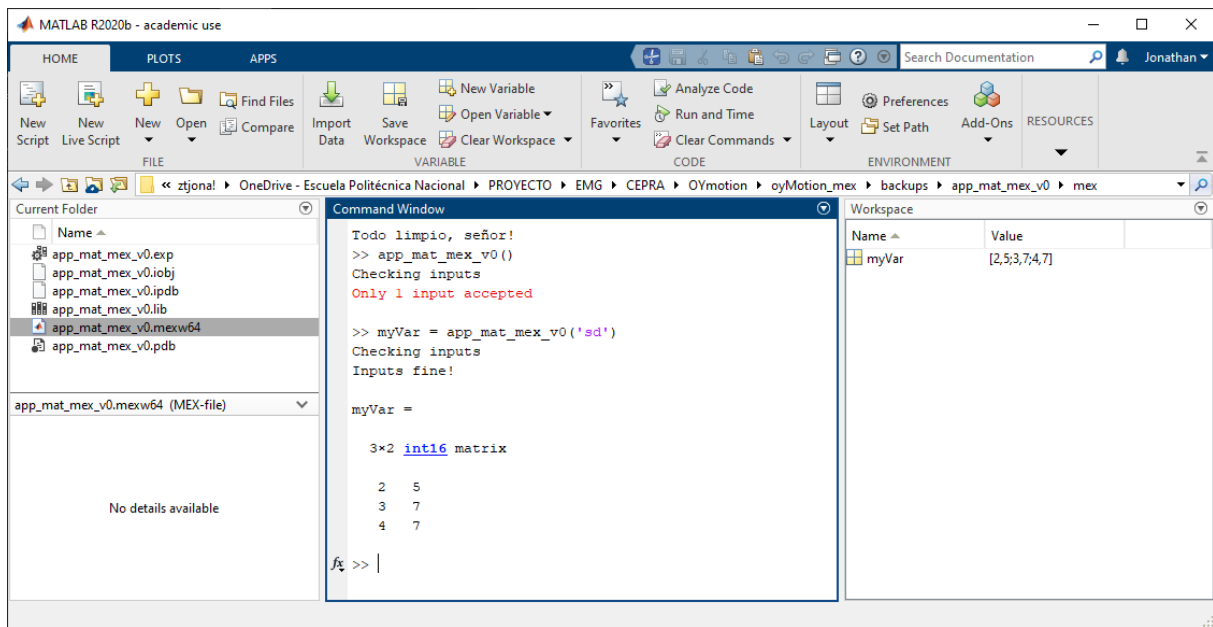 MATLAB R2020b - academic use
HOME PLOTS APPS Search Documentation Jonathan
New Script
New Live Script
New
Open
Find Files
Compare
FILE
Import Data
Save Workspace
New Variable
Open Variable
Clear Workspace
VARIABLE
Favorites
Analyze Code
Run and Time
Clear Commands
CODE
Layout
Preferences
Set Path
Add-Ons
ENVIRONMENT
RESOURCES
« ztjona! OneDrive - Escuela Politécnica Nacional PROYECTO EMG CEPRA OYmotion oyMotion_mex backups app_mat_mex_v0 mex
Current Folder
Name
app_mat_mex_v0.exp
app_mat_mex_v0.iobj
app_mat_mex_v0.ipdb
app_mat_mex_v0.lib
app_mat_mex_v0.mexw64
app_mat_mex_v0.pdb
app_mat_mex_v0.mexw64 (MEX-file)
No details available
Command Window
Todo limpio, señor!
>> app_mat_mex_v0()
Checking inputs
Only 1 input accepted
>> myVar = app_mat_mex_v0('sd')
Checking inputs
Inputs fine!
myVar =
3×2 int16 matrix
2 5
3 7
4 7
fx >>
Workspace
Name Value
myVar [2,5;3,7;4,7]